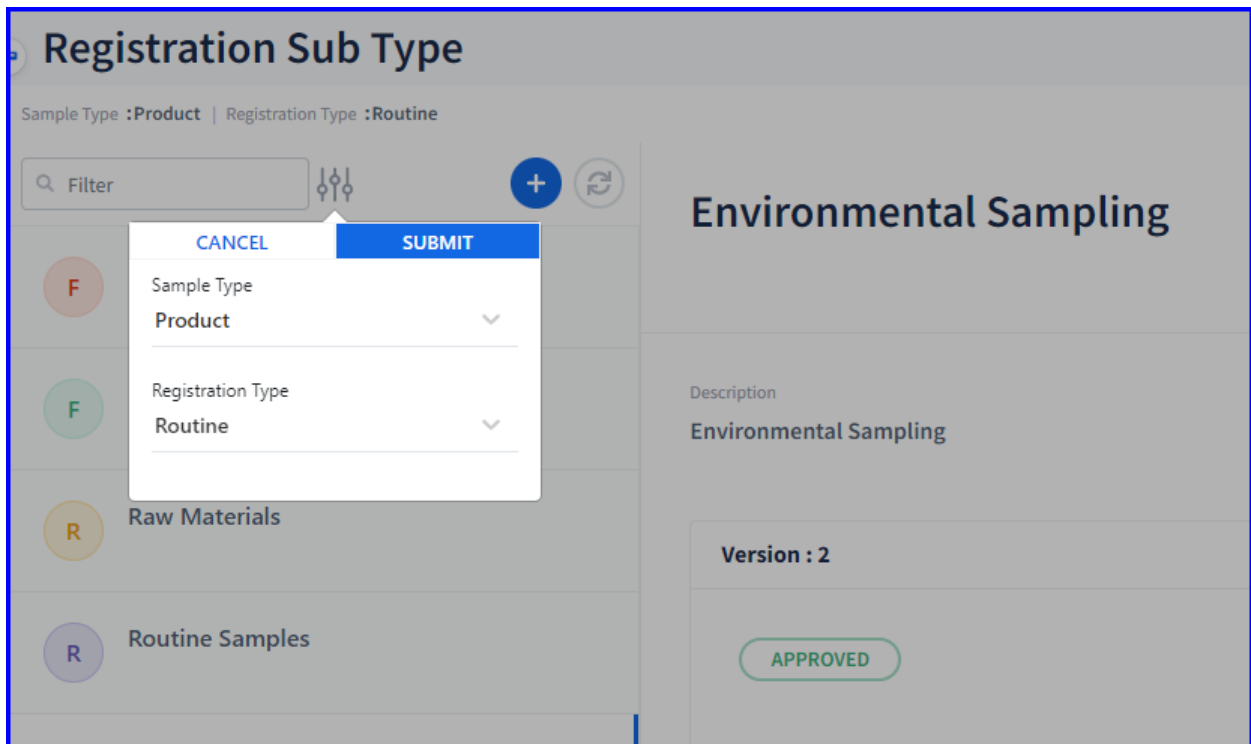 Registration Sub Type
Sample Type :Product | Registration Type :Routine
Filter
CANCEL SUBMIT
Sample Type
Product
Registration Type
Routine
F
F
R Raw Materials
R Routine Samples
Environmental Sampling
Description
Environmental Sampling
Version : 2
APPROVED